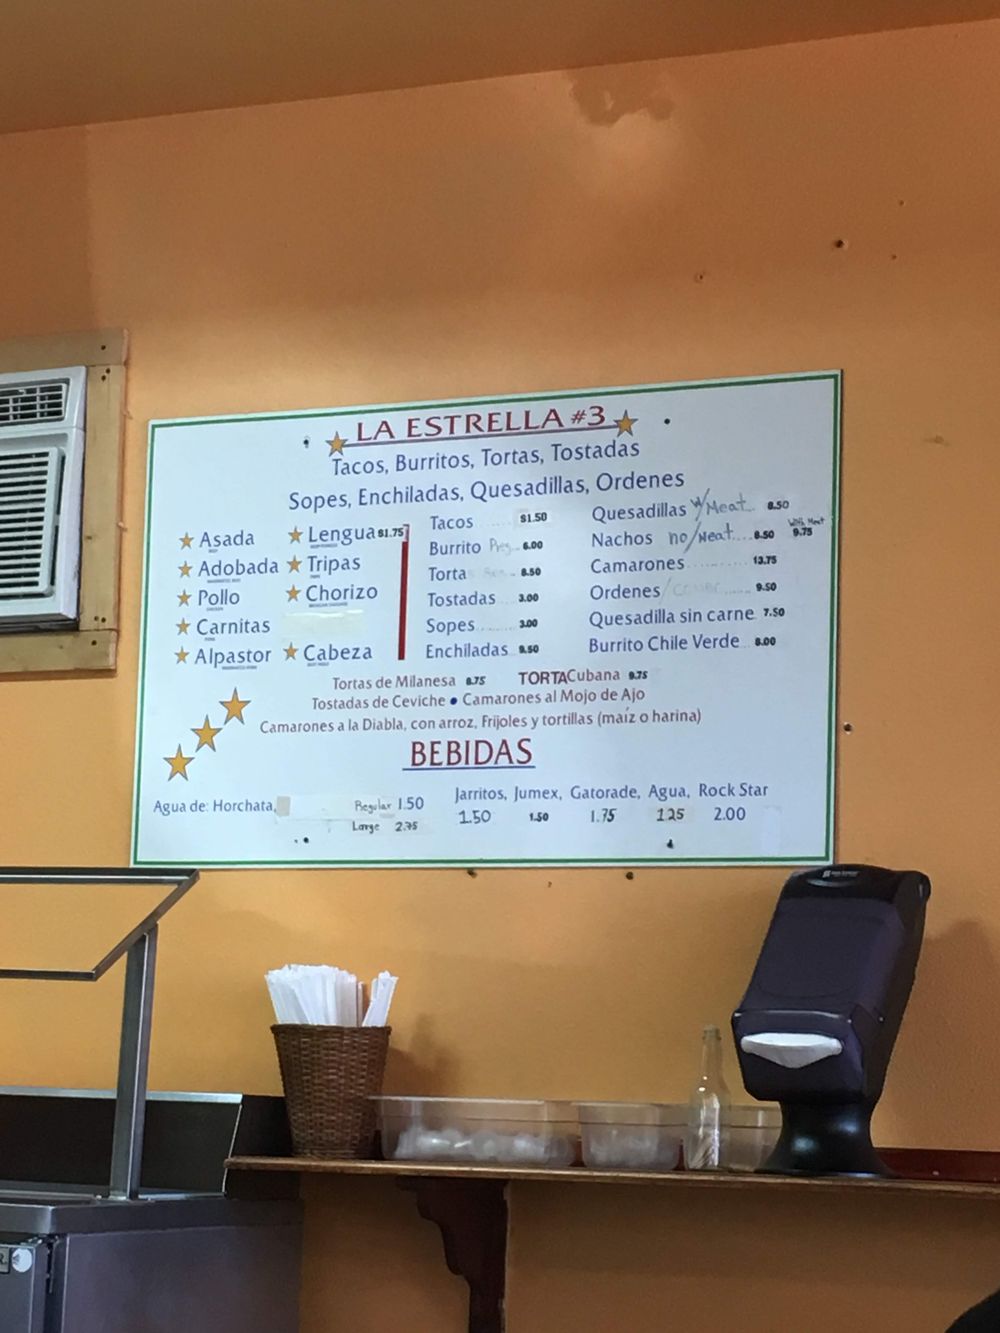 LA ESTRELLA #3
Tacos, Burritos, Tortas, Tostadas
Sopes, Enchiladas, Quesadillas, Ordenes
Asada
Adobada
Pollo
Carnitas
Alpastor
Lengua $1.75
Tripas
Chorizo
Cabeza
Tacos ........ $1.50
Burrito Reg... 6.00
Torta 8.50
Tostadas .... 3.00
Sopes ......... 3.00
Enchiladas .. 9.50
Quesadillas w/Meat.. 8.50
Nachos no/Meat.... 8.50 With Meat 9.75
Camarones ............... 13.75
Ordenes ....... 9.50
Quesadilla sin carne 7.50
Burrito Chile Verde .. 8.00
Tortas de Milanesa 8.75 TORTA Cubana 9.75
Tostadas de Ceviche • Camarones al Mojo de Ajo
Camarones a la Diabla, con arroz, Frijoles y tortillas (maíz o harina)
BEBIDAS
Agua de: Horchata,
Regular 1.50
Large 2.75
Jarritos, Jumex, Gatorade, Agua, Rock Star
1.50 1.50 1.75 1.25 2.00